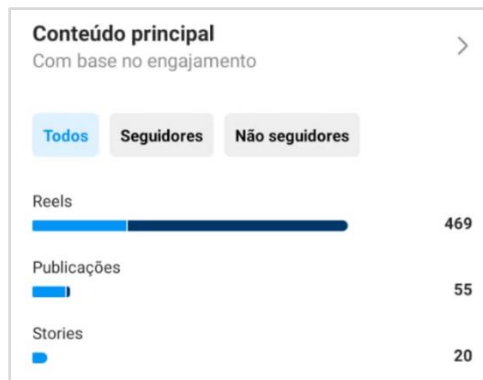 Conteúdo principal
Com base no engajamento
Todos Seguidores Não seguidores
Reels
469
Publicações
55
Stories
20